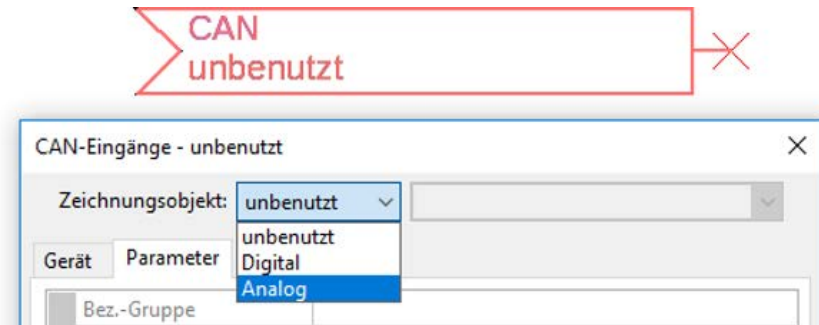 CAN
unbenutzt
CAN-Eingänge - unbenutzt
Zeichnungsobjekt: unbenutzt
unbenutzt
Digital
Analog
Gerät Parameter
Bez.-Gruppe